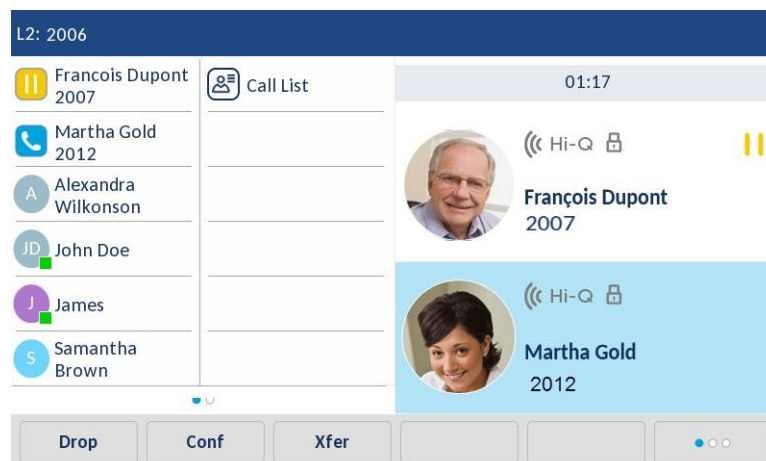 L2: 2006
Francois Dupont
2007
Martha Gold
2012
A
Alexandra
Wilkonson
JD
John Doe
J
James
S
Samantha
Brown
Call List
01:17
Hi-Q
François Dupont
2007
Hi-Q
Martha Gold
2012
Drop
Conf
Xfer